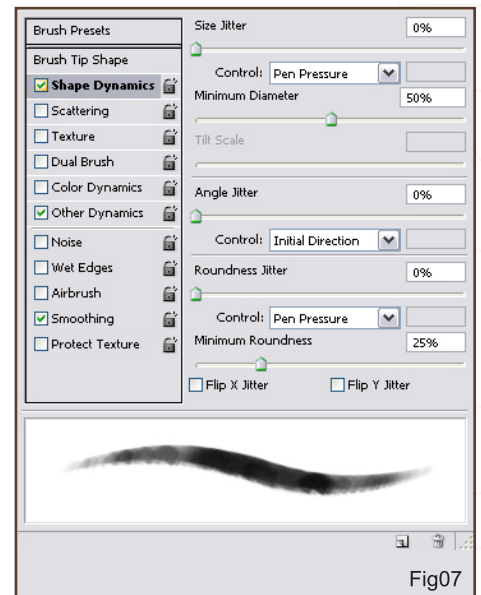 Brush Presets
Brush Tip Shape
Shape Dynamics
Scattering
Texture
Dual Brush
Color Dynamics
Other Dynamics
Noise
Wet Edges
Airbrush
Smoothing
Protect Texture
Size Jitter 0%
Control: Pen Pressure
Minimum Diameter 50%
Tilt Scale
Angle Jitter 0%
Control: Initial Direction
Roundness Jitter 0%
Control: Pen Pressure
Minimum Roundness 25%
Flip X Jitter Flip Y Jitter
Fig07